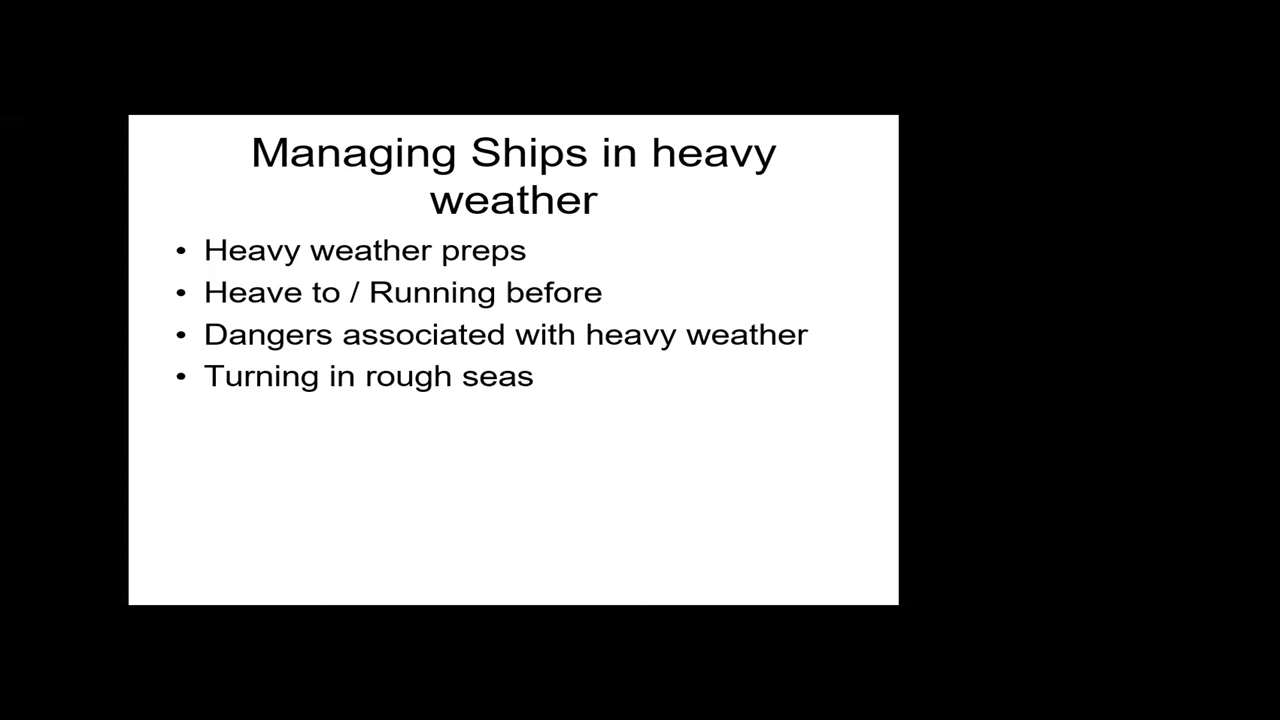 Managing Ships in heavy
weather
• Heavy weather preps
• Heave to / Running before
• Dangers associated with heavy weather
• Turning in rough seas